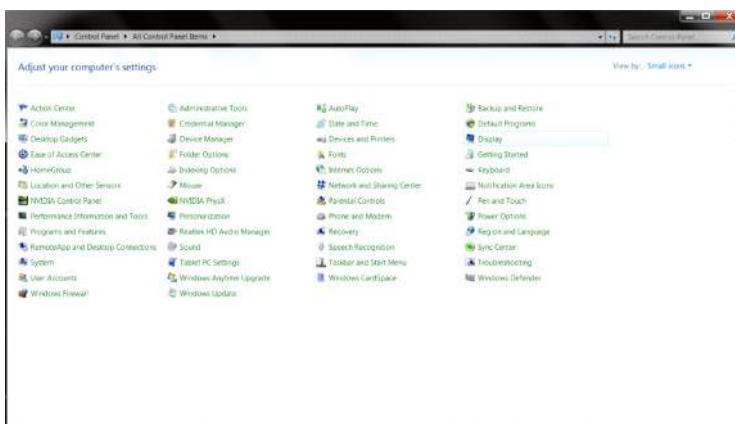 Control Panel ▸ All Control Panel Items ▸
Search Control Panel
Adjust your computer's settings
View by: Small icons
Action Center Administrative Tools AutoPlay Backup and Restore
Color Management Credential Manager Date and Time Default Programs
Desktop Gadgets Device Manager Devices and Printers Display
Ease of Access Center Folder Options Fonts Getting Started
HomeGroup Indexing Options Internet Options Keyboard
Location and Other Sensors Mouse Network and Sharing Center Notification Area Icons
NVIDIA Control Panel NVIDIA PhysX Parental Controls Pen and Touch
Performance Information and Tools Personalization Phone and Modem Power Options
Programs and Features Realtek HD Audio Manager Recovery Region and Language
RemoteApp and Desktop Connections Sound Speech Recognition Sync Center
System Tablet PC Settings Taskbar and Start Menu Troubleshooting
User Accounts Windows Anytime Upgrade Windows CardSpace Windows Defender
Windows Firewall Windows Update